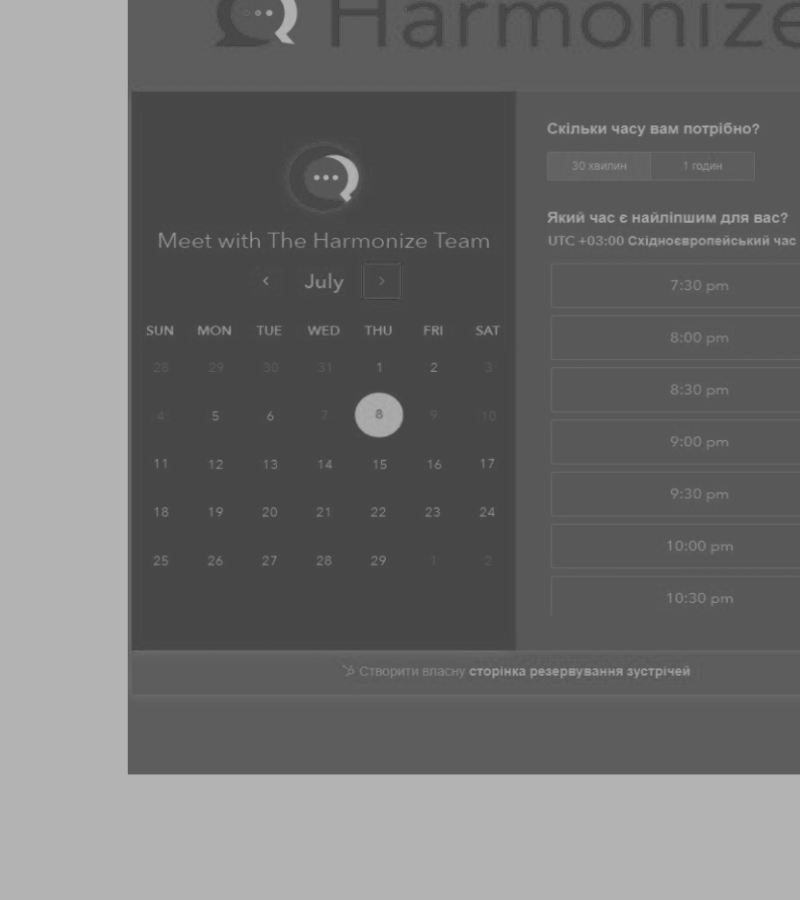 Harmonize
Meet with The Harmonize Team
July
SUN MON TUE WED THU FRI SAT
28 29 30 31 1 2 3
4 5 6 7 8 9 10
11 12 13 14 15 16 17
18 19 20 21 22 23 24
25 26 27 28 29 1 2
Скільки часу вам потрібно?
30 хвилин 1 годин
Який час є найліпшим для вас?
UTC +03:00 Східноєвропейський час
7:30 pm
8:00 pm
8:30 pm
9:00 pm
9:30 pm
10:00 pm
10:30 pm
Створити власну сторінка резервування зустрічей